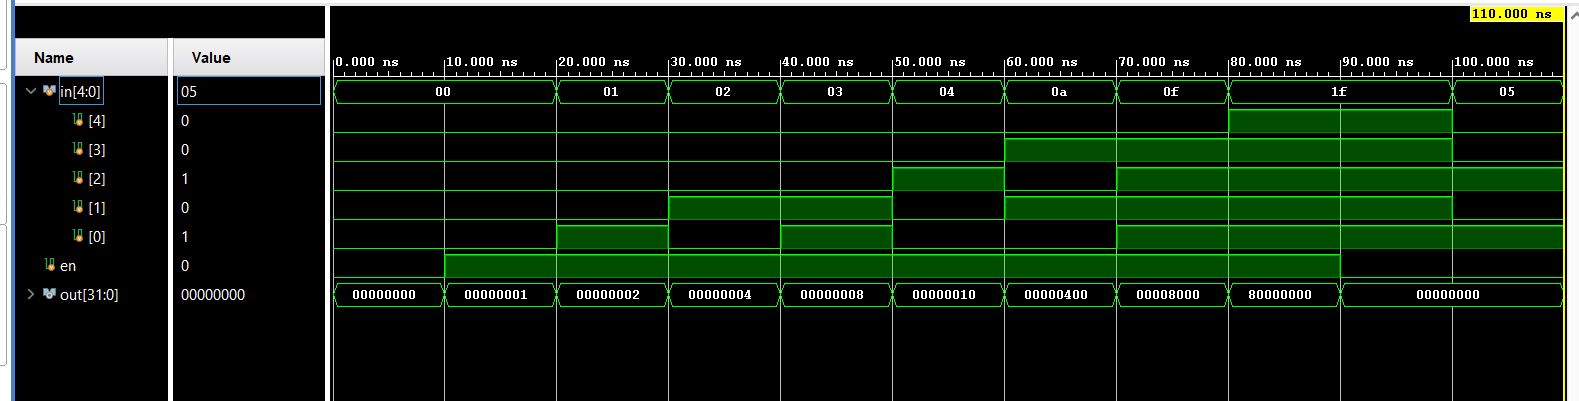 110.000 ns
Name Value
0.000 ns 10.000 ns 20.000 ns 30.000 ns 40.000 ns 50.000 ns 60.000 ns 70.000 ns 80.000 ns 90.000 ns 100.000 ns
in[4:0] 05 00 01 02 03 04 0a 0f 1f 05
[4] 0
[3] 0
[2] 1
[1] 0
[0] 1
en 0
out[31:0] 00000000 00000000 00000001 00000002 00000004 00000008 00000010 00000400 00008000 80000000 00000000